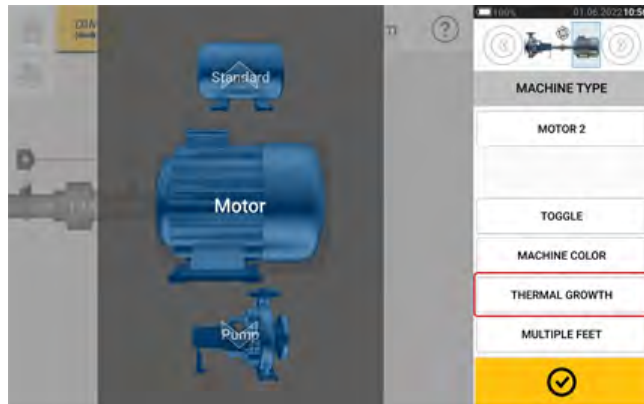 100%
01.06.2022 10:50
?
Standard
Motor
Pump
MACHINE TYPE
MOTOR 2
TOGGLE
MACHINE COLOR
THERMAL GROWTH
MULTIPLE FEET